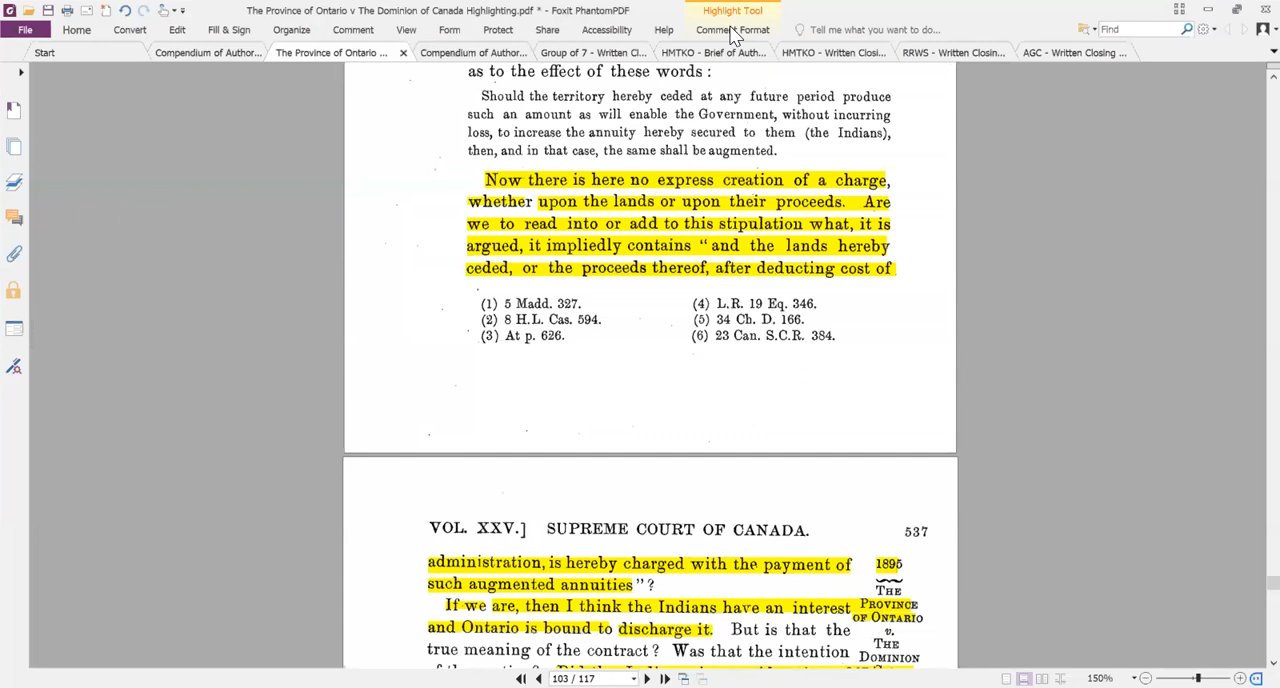 The Province of Ontario v The Dominion of Canada Highlighting.pdf * - Foxit PhantomPDF
Highlight Tool
File Home Convert Edit Fill & Sign Organize Comment View Form Protect Share Accessibility Help Comment Format Tell me what you want to do... Find
Start Compendium of Author... The Province of Ontario ... Compendium of Author... Group of 7 - Written Cl... HMTKO - Brief of Auth... HMTKO - Written Closi... RRWS - Written Closin... AGC - Written Closing ...
as to the effect of these words :
Should the territory hereby ceded at any future period produce
such an amount as will enable the Government, without incurring
loss, to increase the annuity hereby secured to them (the Indians),
then, and in that case, the same shall be augmented.
Now there is here no express creation of a charge,
whether upon the lands or upon their proceeds. Are
we to read into or add to this stipulation what, it is
argued, it impliedly contains " and the lands hereby
ceded, or the proceeds thereof, after deducting cost of
(1) 5 Madd. 327. (4) L.R. 19 Eq. 346.
(2) 8 H.L. Cas. 594. (5) 34 Ch. D. 166.
(3) At p. 626. (6) 23 Can. S.C.R. 384.
VOL. XXV.] SUPREME COURT OF CANADA. 537
administration, is hereby charged with the payment of 1895
such augmented annuities "?
THE
If we are, then I think the Indians have an interest PROVINCE
and Ontario is bound to discharge it. But is that the OF ONTARIO
v.
true meaning of the contract? Was that the intention THE
DOMINION
103 / 117
150%